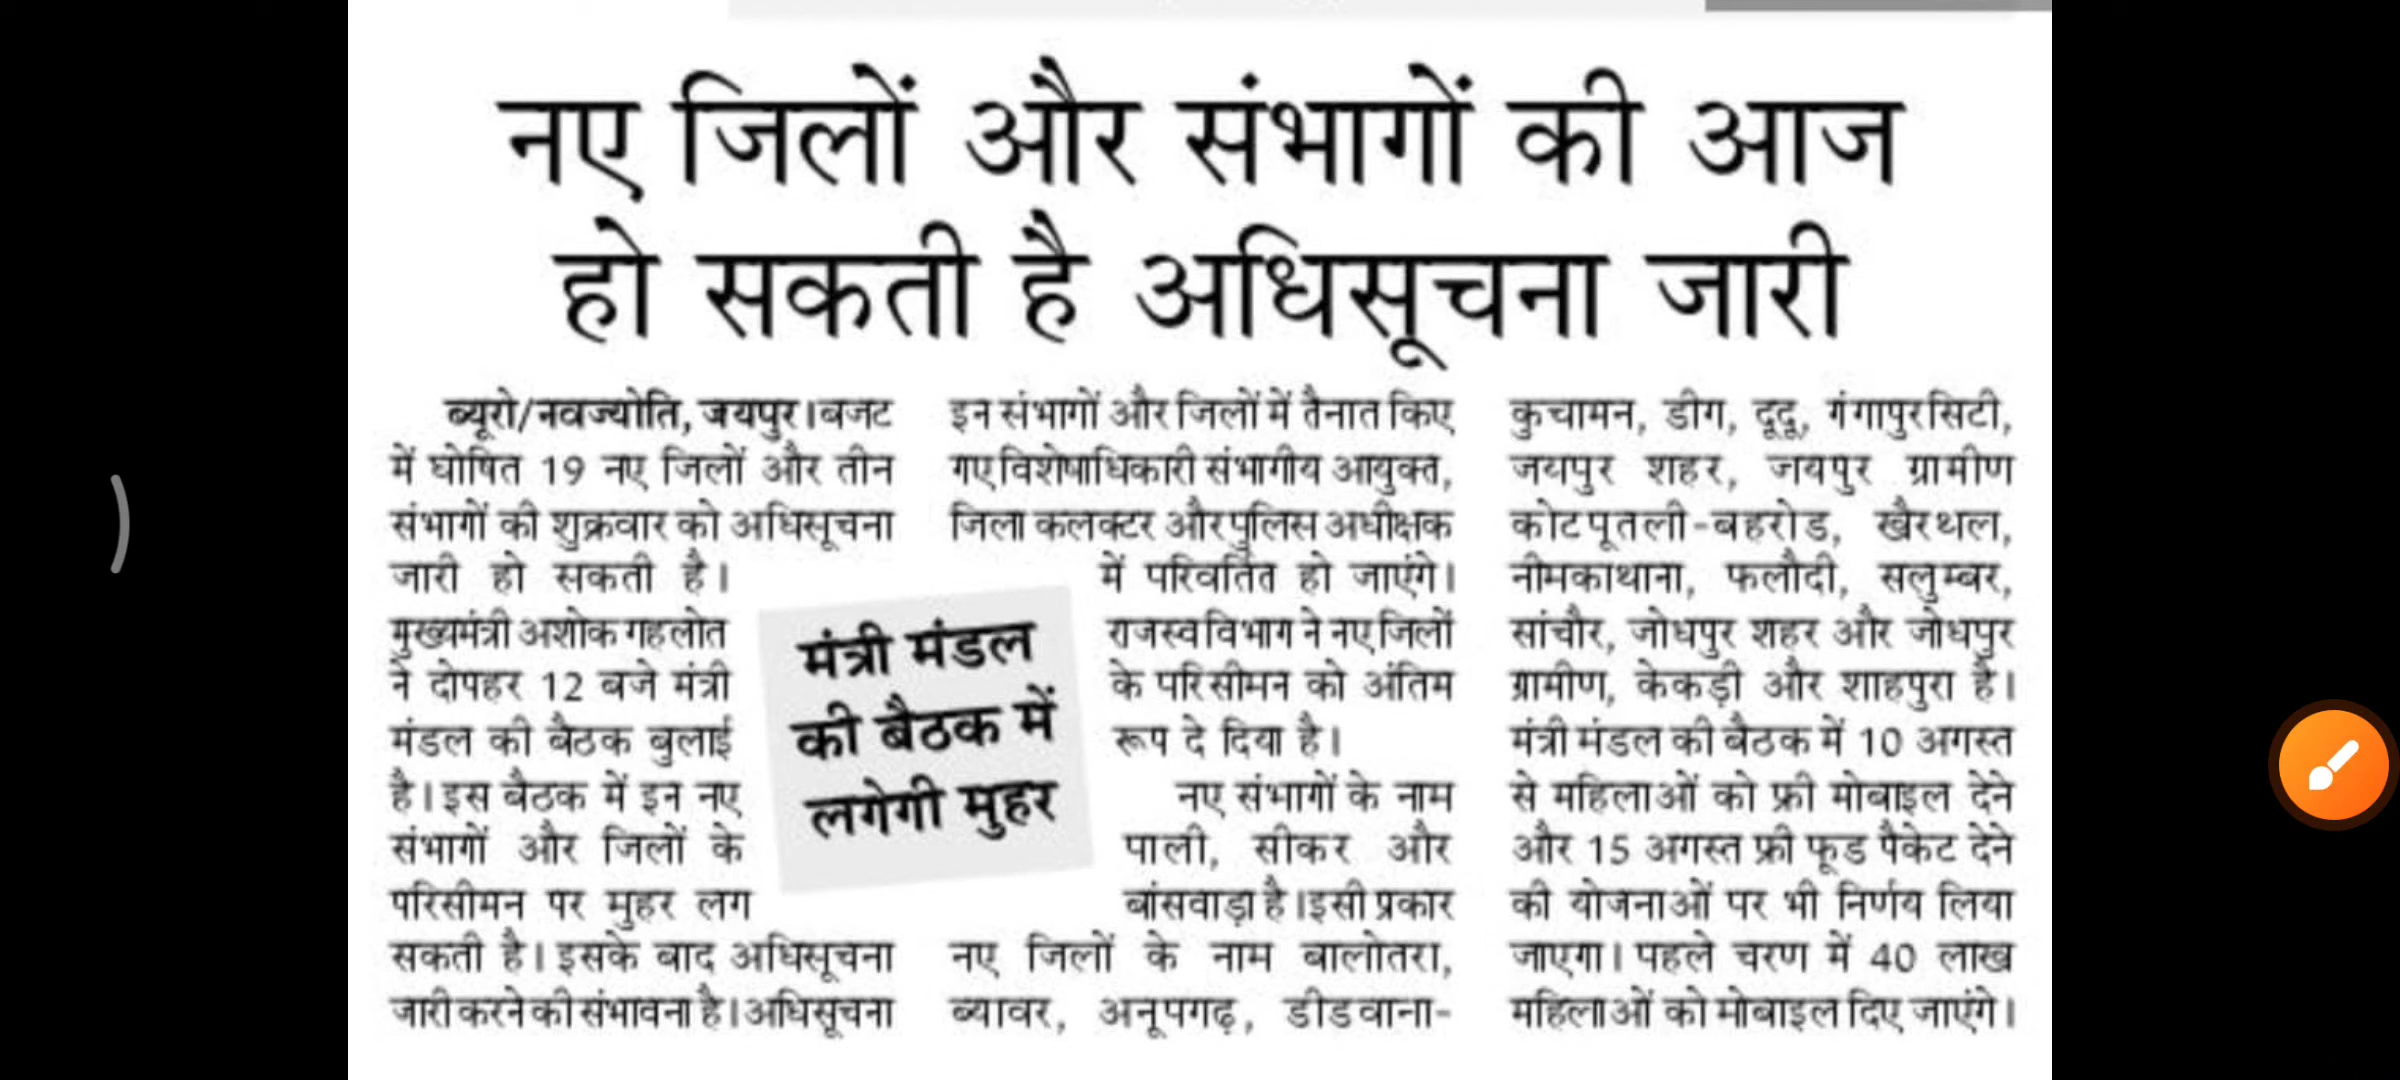 नए जिलों और संभागों की आज
हो सकती है अधिसूचना जारी
ब्यूरो/नवज्योति, जयपुर। बजट
में घोषित 19 नए जिलों और तीन
संभागों की शुक्रवार को अधिसूचना
जारी हो सकती है।
मुख्यमंत्री अशोक गहलोत
ने दोपहर 12 बजे मंत्री
मंडल की बैठक बुलाई
है। इस बैठक में इन नए
संभागों और जिलों के
परिसीमन पर मुहर लग
सकती है। इसके बाद अधिसूचना
जारी करने की संभावना है। अधिसूचना
मंत्री मंडल
की बैठक में
लगेगी मुहर
इन संभागों और जिलों में तैनात किए
गए विशेषाधिकारी संभागीय आयुक्त,
जिला कलक्टर और पुलिस अधीक्षक
में परिवर्तित हो जाएंगे।
राजस्व विभाग ने नए जिलों
के परिसीमन को अंतिम
रूप दे दिया है।
नए संभागों के नाम
पाली, सीकर और
बांसवाड़ा है। इसी प्रकार
नए जिलों के नाम बालोतरा,
ब्यावर, अनूपगढ़, डीडवाना-
कुचामन, डीग, दूदू, गंगापुरसिटी,
जयपुर शहर, जयपुर ग्रामीण
कोटपूतली-बहरोड, खैरथल,
नीमकाथाना, फलौदी, सलुम्बर,
सांचौर, जोधपुर शहर और जोधपुर
ग्रामीण, केकड़ी और शाहपुरा है।
मंत्री मंडल की बैठक में 10 अगस्त
से महिलाओं को फ्री मोबाइल देने
और 15 अगस्त फ्री फूड पैकेट देने
की योजनाओं पर भी निर्णय लिया
जाएगा। पहले चरण में 40 लाख
महिलाओं को मोबाइल दिए जाएंगे।